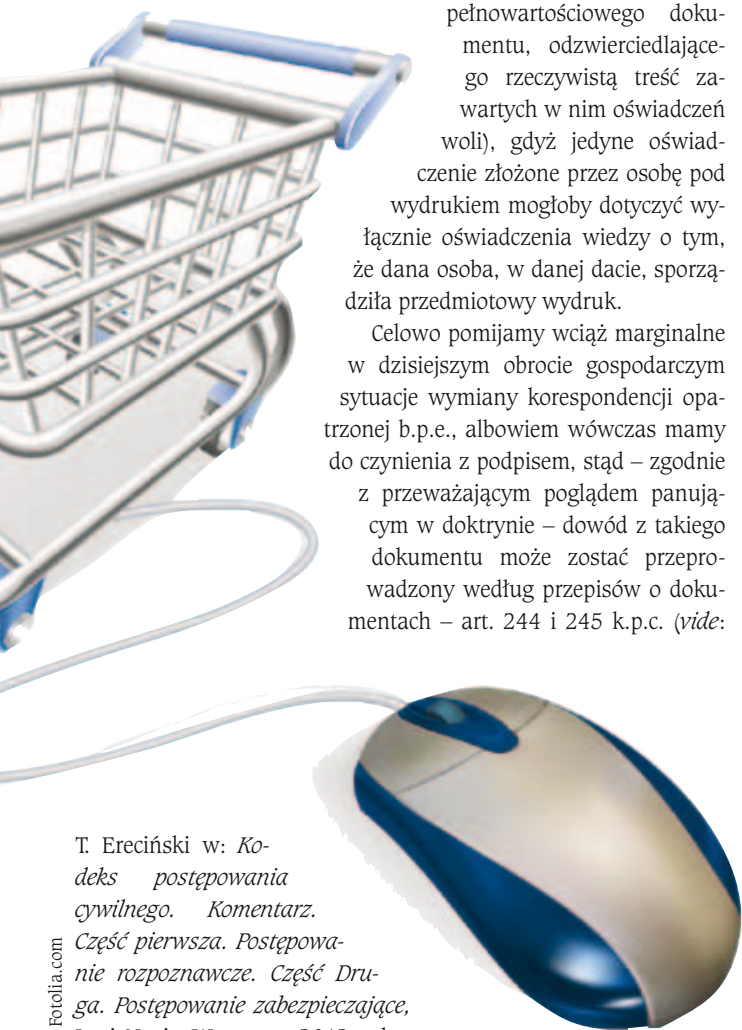 pełnowartościowego doku-
mentu, odzwierciedlające-
go rzeczywistą treść za-
wartych w nim oświadczeń
woli), gdyż jedyne oświad-
czenie złożone przez osobę pod
wydrukiem mogłoby dotyczyć wy-
łącznie oświadczenia wiedzy o tym,
że dana osoba, w danej dacie, sporzą-
dziła przedmiotowy wydruk.
Celowo pomijamy wciąż marginalne
w dzisiejszym obrocie gospodarczym
sytuacje wymiany korespondencji opa-
trzonej b.p.e., albowiem wówczas mamy
do czynienia z podpisem, stąd – zgodnie
z przeważającym poglądem panują-
cym w doktrynie – dowód z takiego
dokumentu może zostać przepro-
wadzony według przepisów o doku-
mentach – art. 244 i 245 k.p.c. (vide:
T. Ereciński w: Ko-
deks postępowania
cywilnego. Komentarz.
Część pierwsza. Postępowa-
nie rozpoznawcze. Część Dru-
ga. Postępowanie zabezpieczające,
Fotolia.com